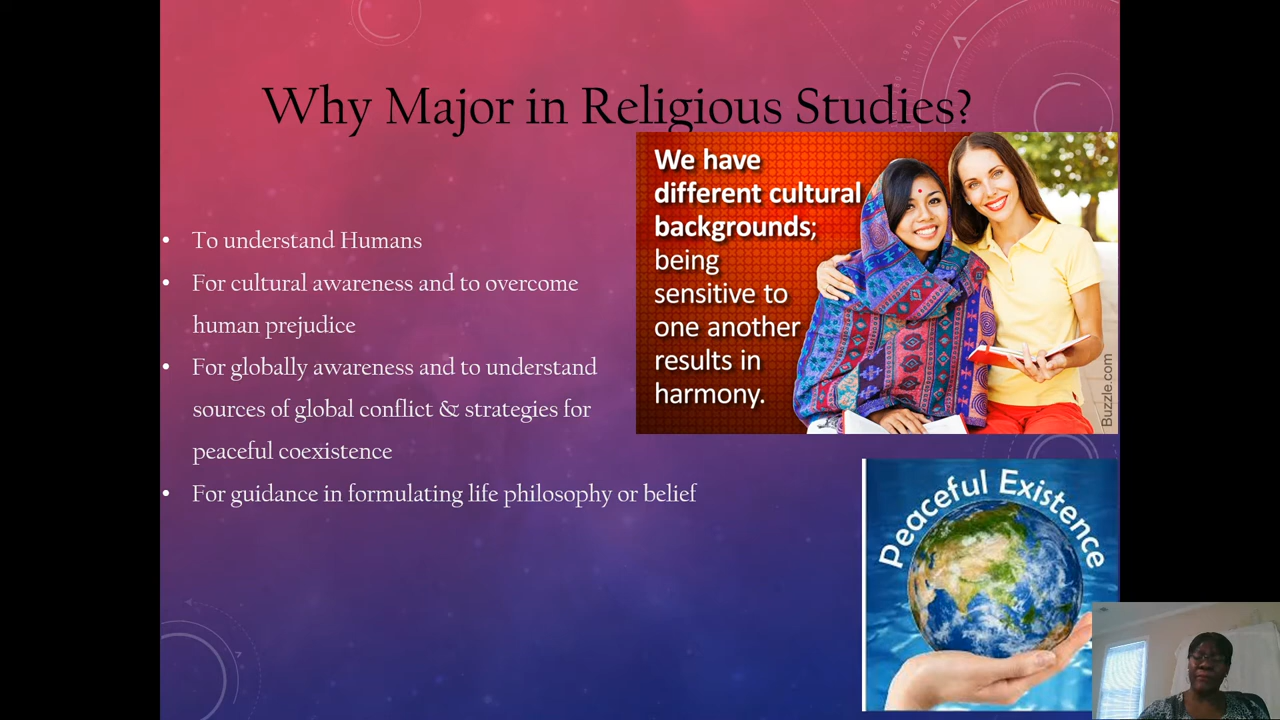 Why Major in Religious Studies?
• To understand Humans
• For cultural awareness and to overcome
human prejudice
• For globally awareness and to understand
sources of global conflict & strategies for
peaceful coexistence
• For guidance in formulating life philosophy or belief
We have
different cultural
backgrounds;
being
sensitive to
one another
results in
harmony.
Buzzle.com
Peaceful Existence